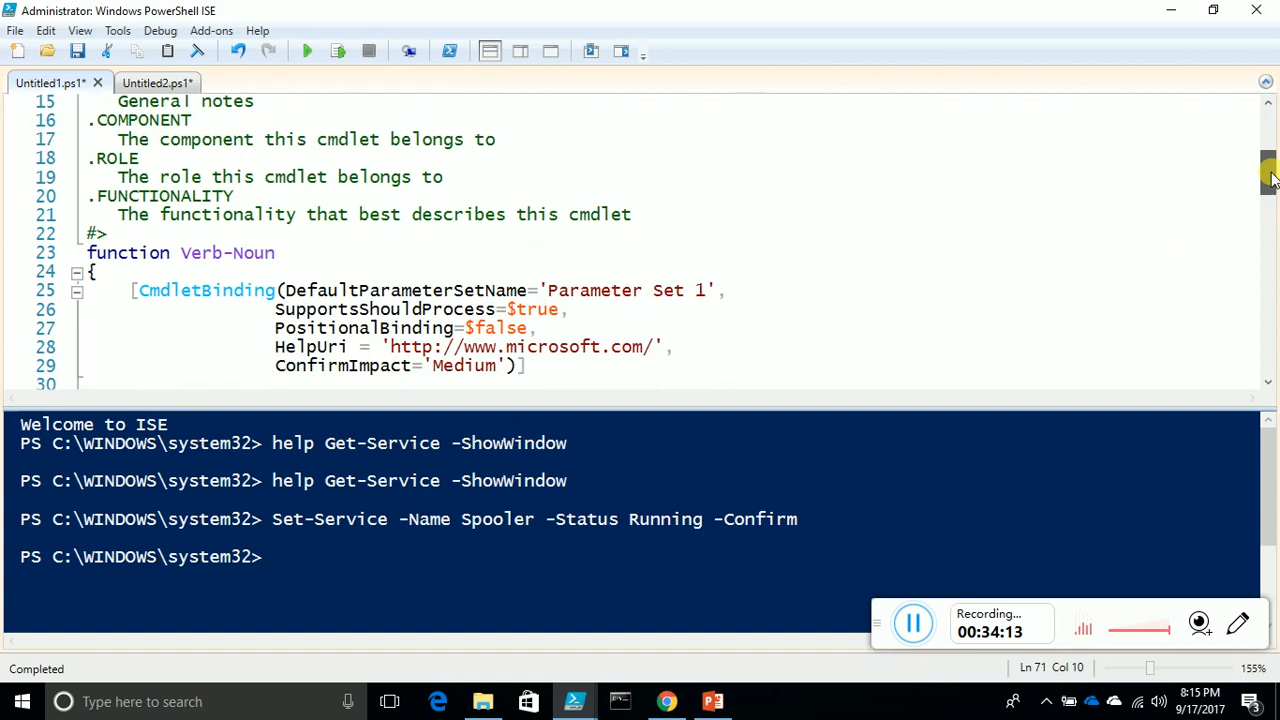 Administrator: Windows PowerShell ISE
File Edit View Tools Debug Add-ons Help
Untitled1.ps1* Untitled2.ps1*
15 General notes
16 .COMPONENT
17 The component this cmdlet belongs to
18 .ROLE
19 The role this cmdlet belongs to
20 .FUNCTIONALITY
21 The functionality that best describes this cmdlet
22 #>
23 function Verb-Noun
24 {
25 [CmdletBinding(DefaultParameterSetName='Parameter Set 1',
26 SupportsShouldProcess=$true,
27 PositionalBinding=$false,
28 HelpUri = 'http://www.microsoft.com/',
29 ConfirmImpact='Medium')]
30
Welcome to ISE
PS C:\WINDOWS\system32> help Get-Service -ShowWindow
PS C:\WINDOWS\system32> help Get-Service -ShowWindow
PS C:\WINDOWS\system32> Set-Service -Name Spooler -Status Running -Confirm
PS C:\WINDOWS\system32>
Recording...
00:34:13
Completed
Ln 71 Col 10
155%
Type here to search
8:15 PM
9/17/2017
3